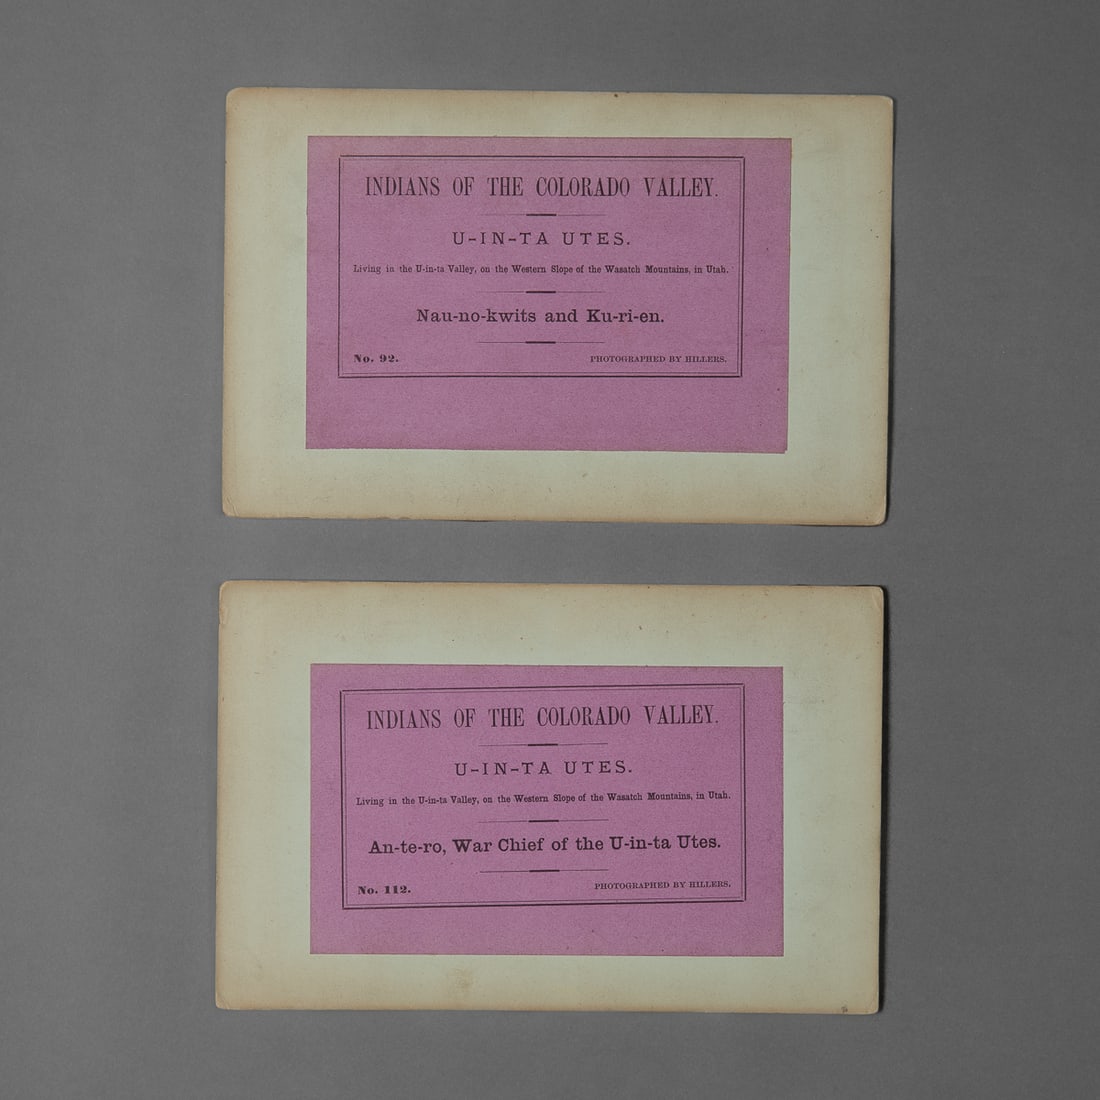 INDIANS OF THE COLORADO VALLEY.
U-IN-TA UTES.
Living in the U-in-ta Valley, on the Western Slope of the Wasatch Mountains, in Utah.
Nau-no-kwits and Ku-ri-en.
No. 92. PHOTOGRAPHED BY HILLERS.
INDIANS OF THE COLORADO VALLEY.
U-IN-TA UTES.
Living in the U-in-ta Valley, on the Western Slope of the Wasatch Mountains, in Utah.
An-te-ro, War Chief of the U-in-ta Utes.
No. 112. PHOTOGRAPHED BY HILLERS.